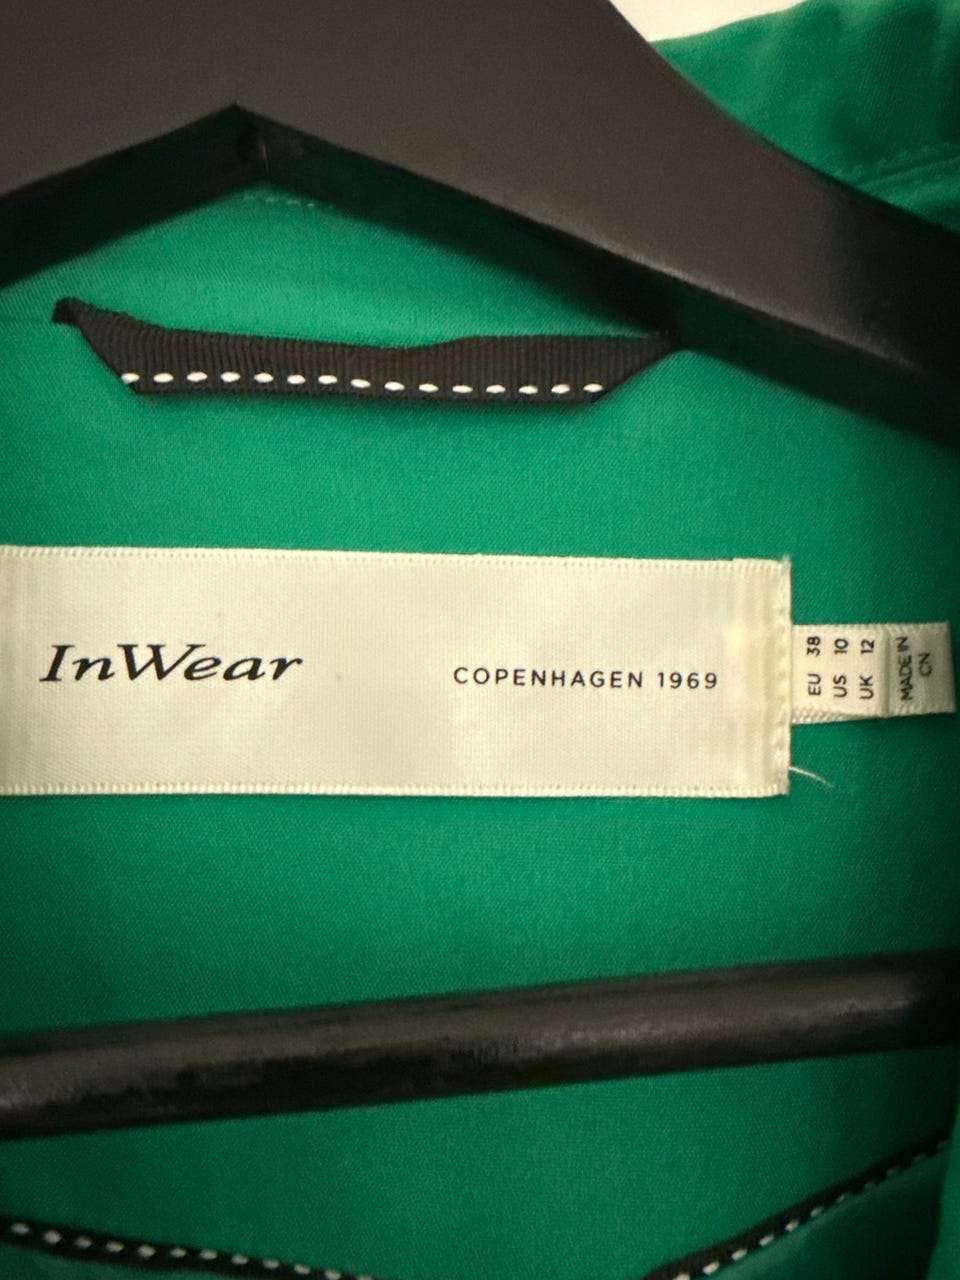 InWear
COPENHAGEN 1969
EU 38
US 10
UK 12
MADE IN
CN